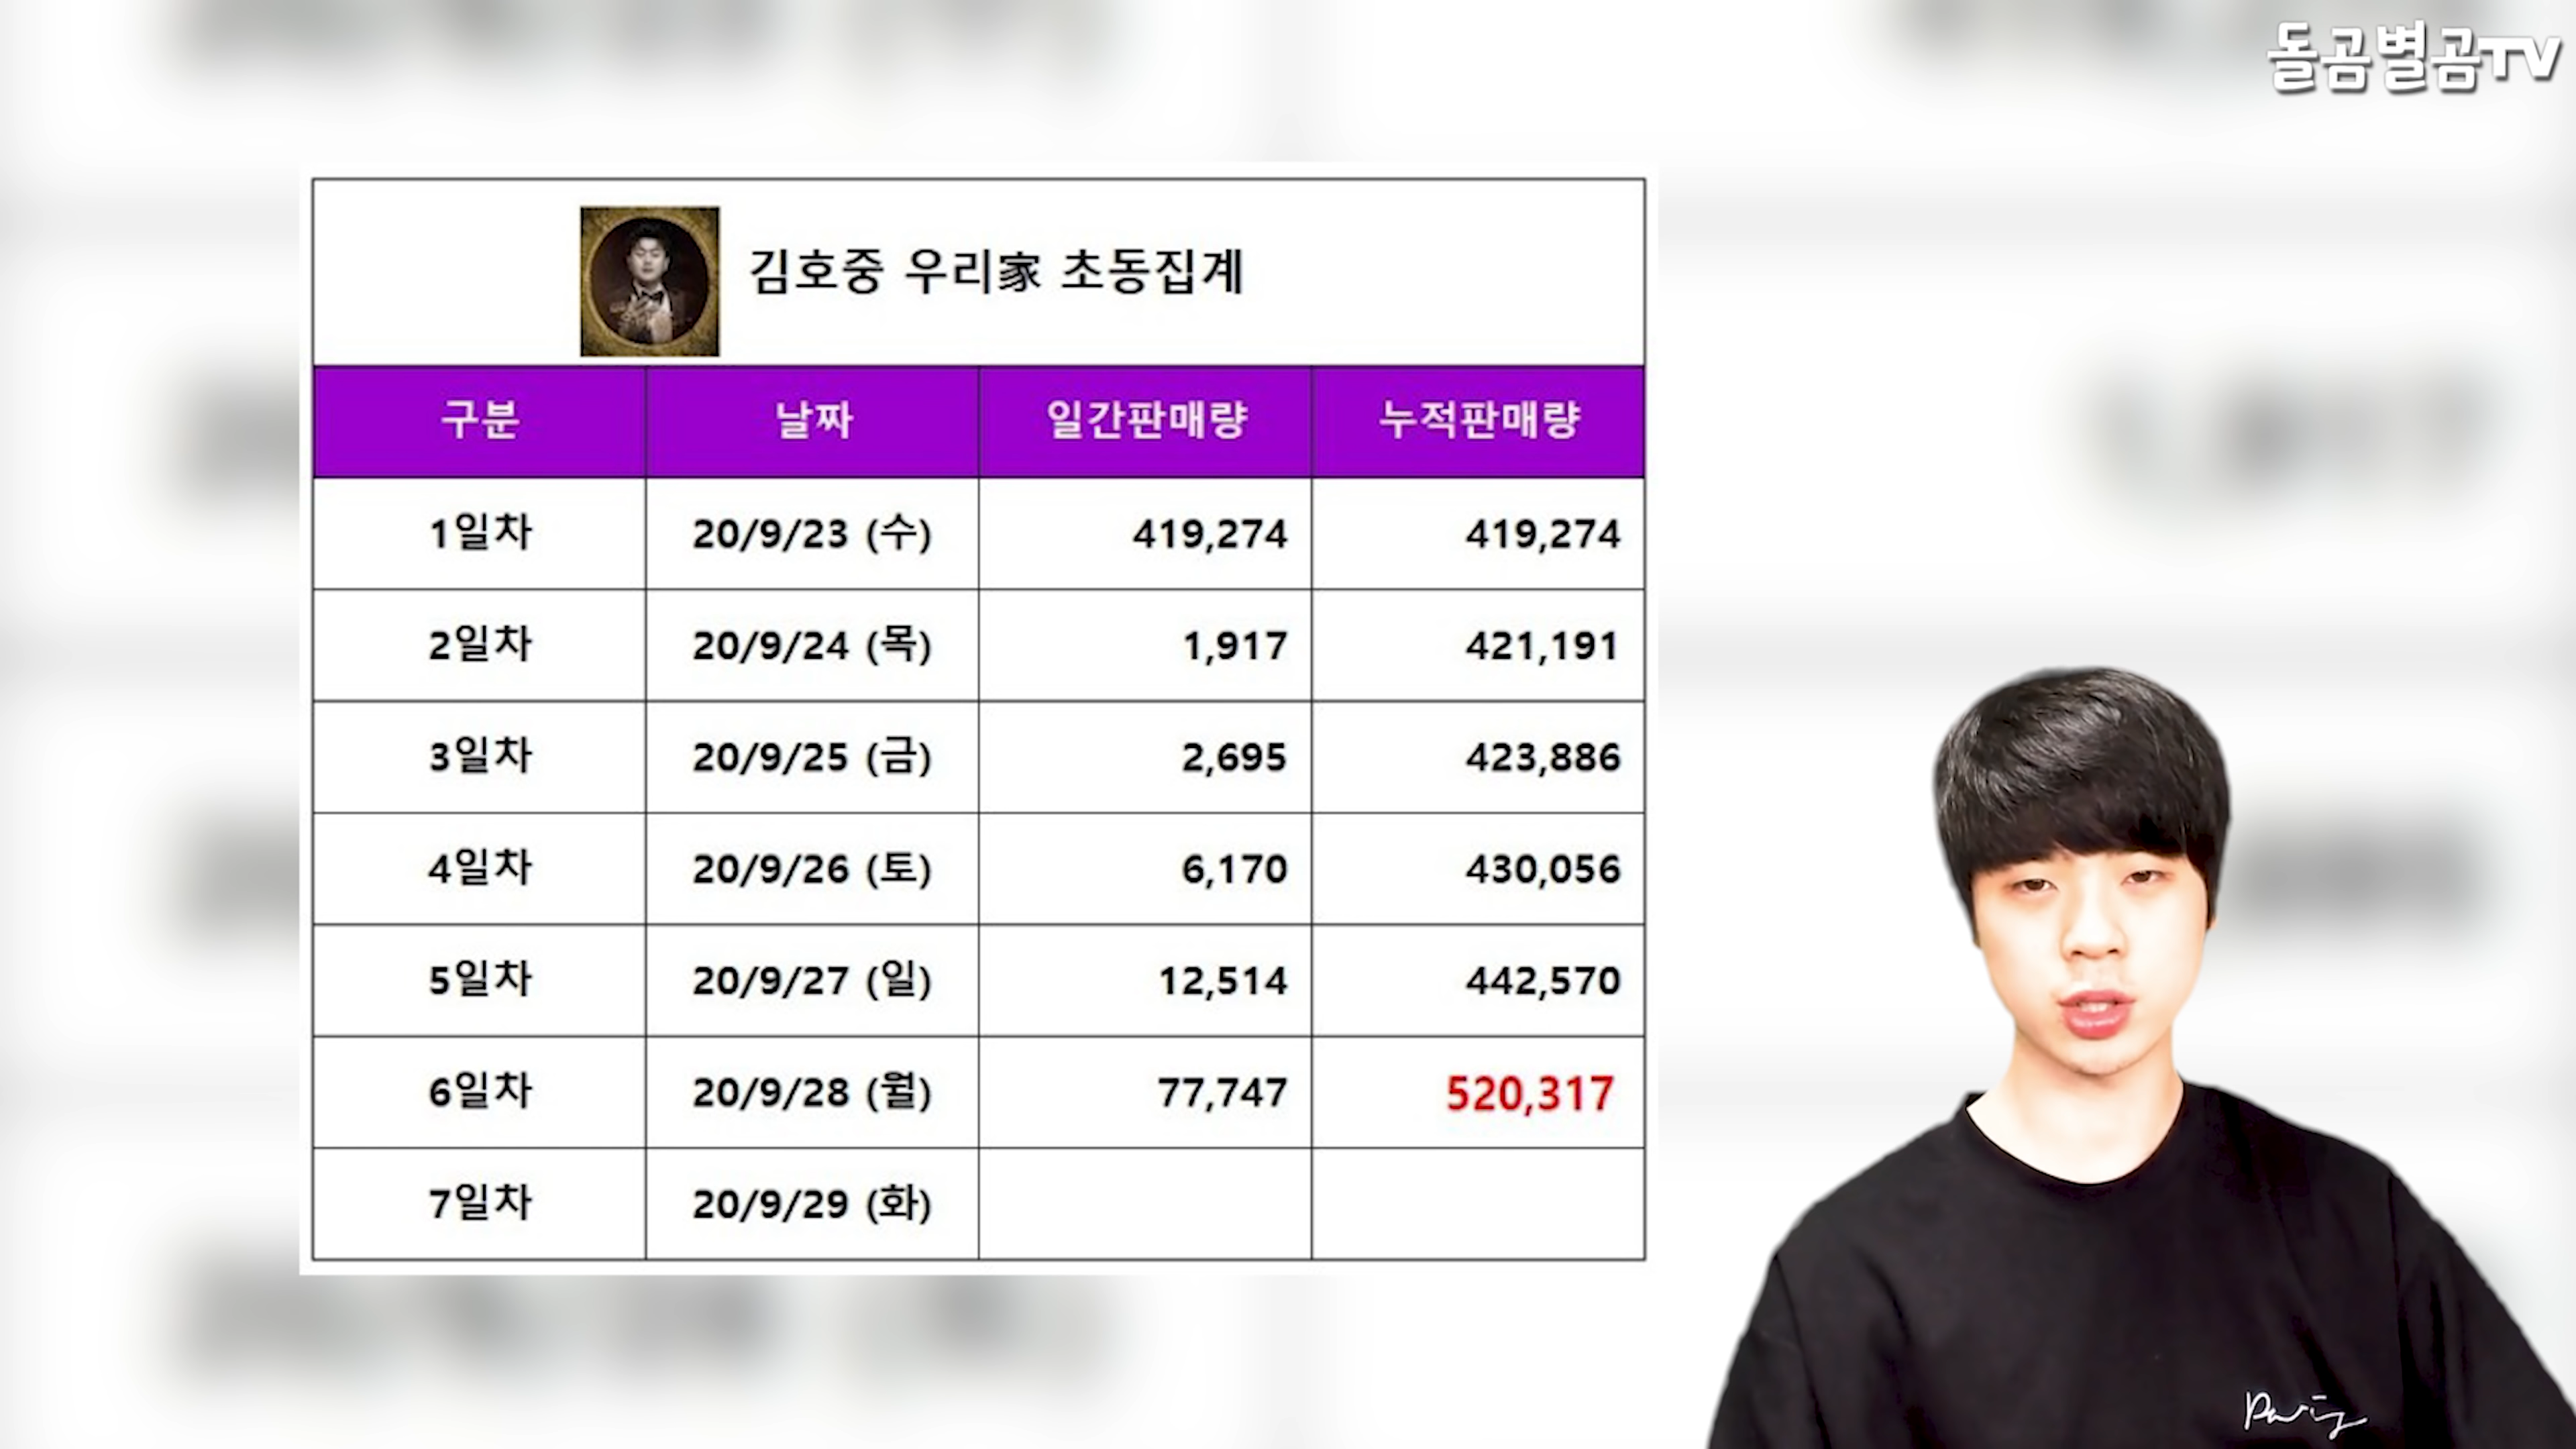 돌곰별곰TV
김호중 우리家 초동집계
구분 날짜 일간판매량 누적판매량
1일차 20/9/23 (수) 419,274 419,274
2일차 20/9/24 (목) 1,917 421,191
3일차 20/9/25 (금) 2,695 423,886
4일차 20/9/26 (토) 6,170 430,056
5일차 20/9/27 (일) 12,514 442,570
6일차 20/9/28 (월) 77,747 520,317
7일차 20/9/29 (화)